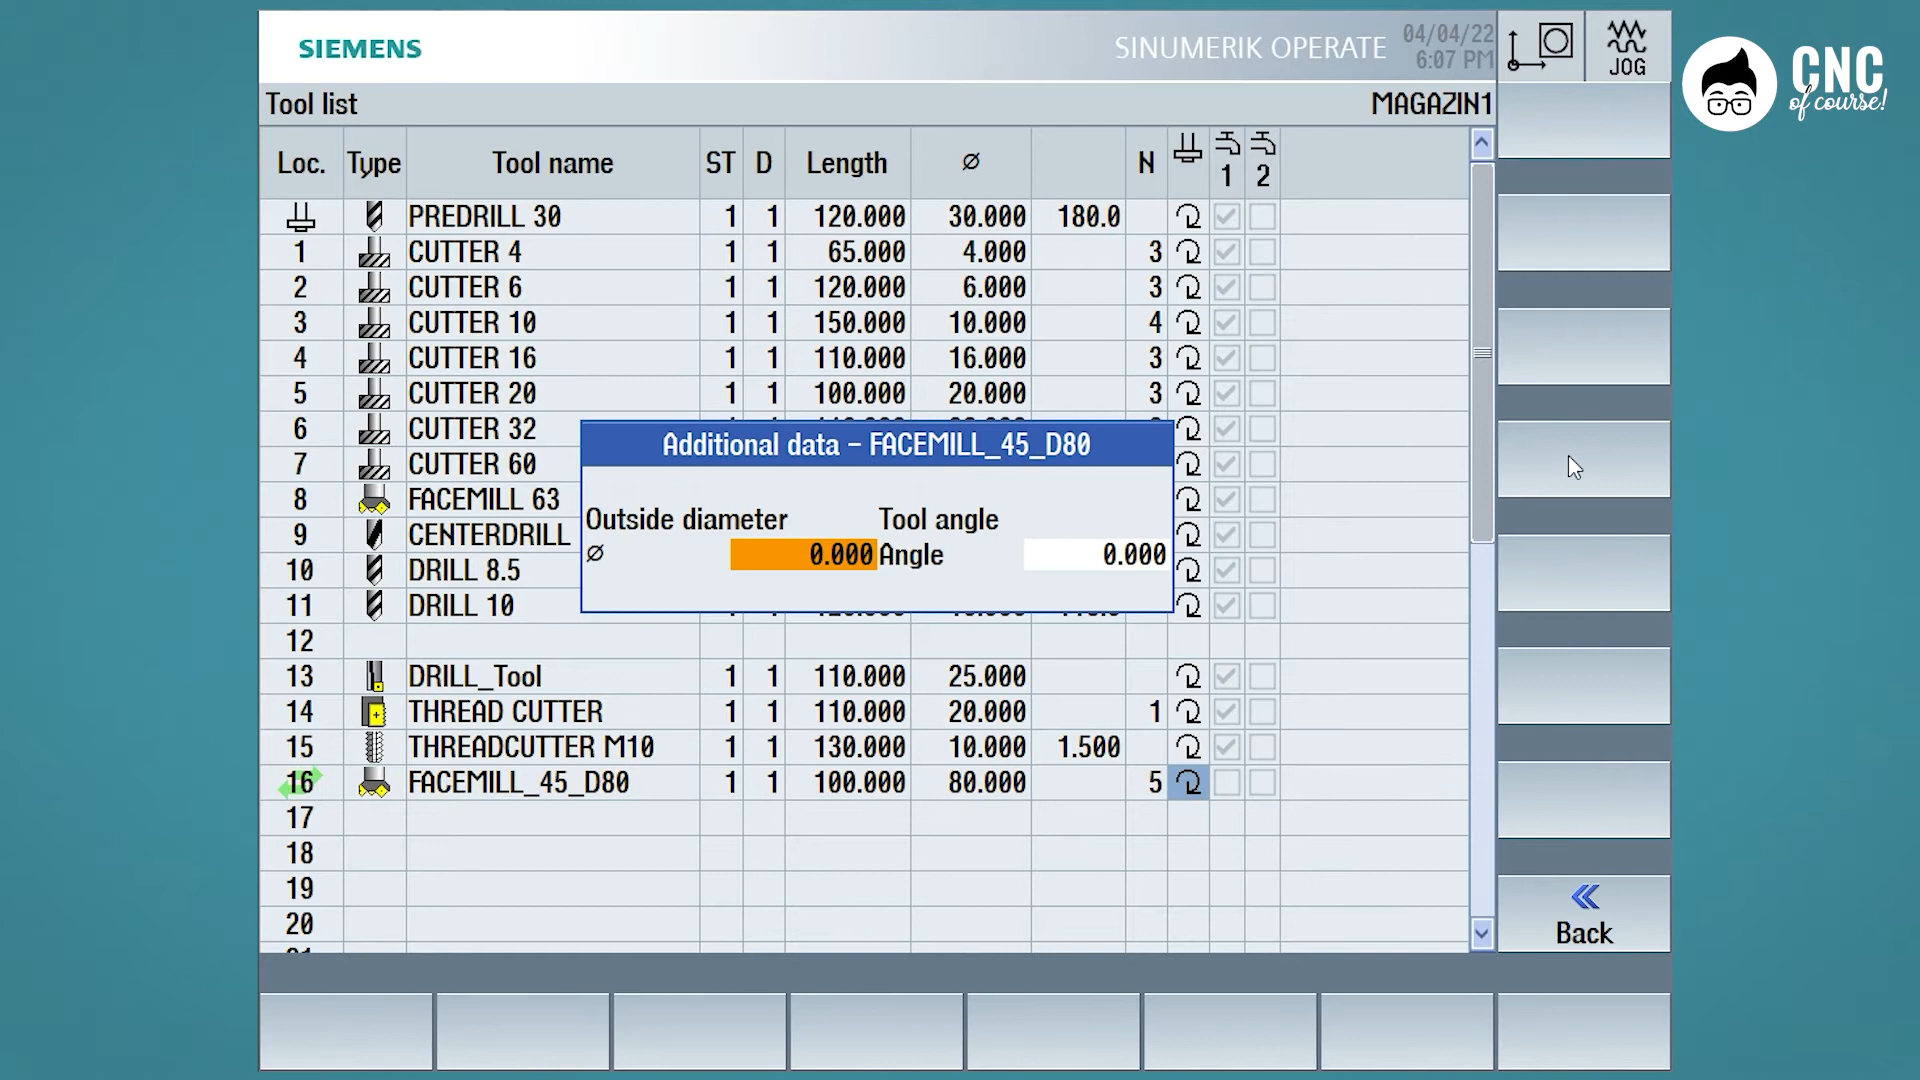 SIEMENS
SINUMERIK OPERATE 04/04/22
6:07 PM
JOG
CNC
of course!
Tool list MAGAZIN1
Loc. Type Tool name ST D Length ø N 1 2
PREDRILL 30 1 1 120.000 30.000 180.0
1 CUTTER 4 1 1 65.000 4.000 3
2 CUTTER 6 1 1 120.000 6.000 3
3 CUTTER 10 1 1 150.000 10.000 4
4 CUTTER 16 1 1 110.000 16.000 3
5 CUTTER 20 1 1 100.000 20.000 3
6 CUTTER 32
7 CUTTER 60
8 FACEMILL 63
9 CENTERDRILL
10 DRILL 8.5
11 DRILL 10
12
13 DRILL_Tool 1 1 110.000 25.000
14 THREAD CUTTER 1 1 110.000 20.000 1
15 THREADCUTTER M10 1 1 130.000 10.000 1.500
16 FACEMILL_45_D80 1 1 100.000 80.000 5
17
18
19
20
Additional data - FACEMILL_45_D80
Outside diameter Tool angle
ø 0.000 Angle 0.000
Back